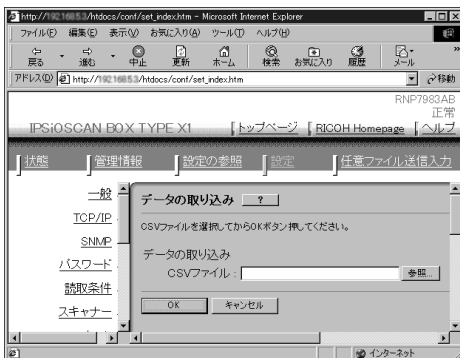 http://192.168.5.3/htdocs/conf/set_index.htm - Microsoft Internet Explorer
ファイル(F) 編集(E) 表示(V) お気に入り(A) ツール(T) ヘルプ(H)
戻る 進む 中止 更新 ホーム 検索 お気に入り 履歴 メール »
アドレス(D) http://192.168.5.3/htdocs/conf/set_index.htm 移動
RNP7983AB
正常
IPSiOSCAN BOX TYPE X1 [トップページ [RICOH Homepage [ヘルプ
[状態 [管理情報 [設定の参照 [設定 [任意ファイル送信入力
一般
TCP/IP
SNMP
パスワード
読取条件
スキャナー
データの取り込み ?
CSVファイルを選択してからOKボタン押してください。
データの取り込み
CSVファイル : 参照...
OK キャンセル
インターネット